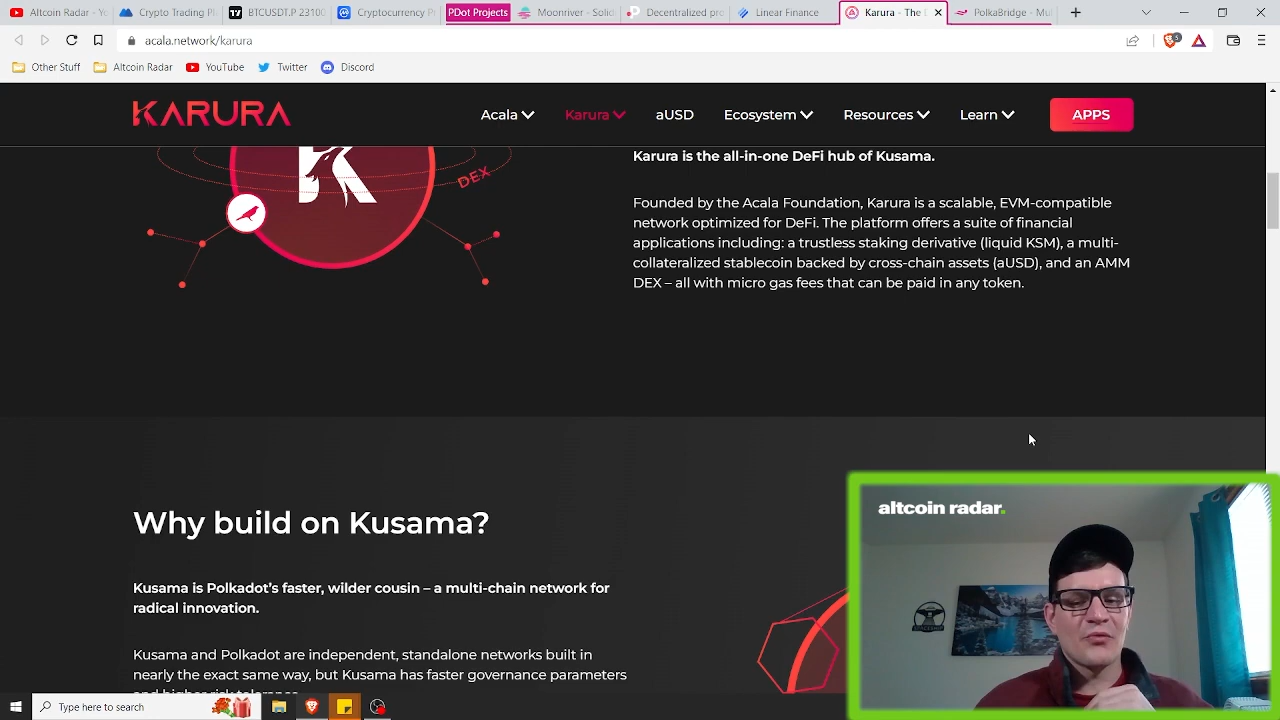 Altcoin Radar - Yo
Crypto Trading Pl
BTCUSDT.P 23100
Cryptocurrency P
PDot Projects
Moonriver - Solid
Decentralized pro
Linear Finance
Karura - The D
PolkaBridge - Mul
acala.network/karura
Other Stuff
Altcoin Radar
YouTube
Twitter
Discord
KARURA
Acala
Karura
aUSD
Ecosystem
Resources
Learn
APPS
DEX
Karura is the all-in-one DeFi hub of Kusama.
Founded by the Acala Foundation, Karura is a scalable, EVM-compatible
network optimized for DeFi. The platform offers a suite of financial
applications including: a trustless staking derivative (liquid KSM), a multi-
collateralized stablecoin backed by cross-chain assets (aUSD), and an AMM
DEX – all with micro gas fees that can be paid in any token.
Why build on Kusama?
Kusama is Polkadot's faster, wilder cousin – a multi-chain network for
radical innovation.
Kusama and Polkadot are independent, standalone networks built in
nearly the exact same way, but Kusama has faster governance parameters
and higher risk tolerance.
altcoin radar.
Type here to search